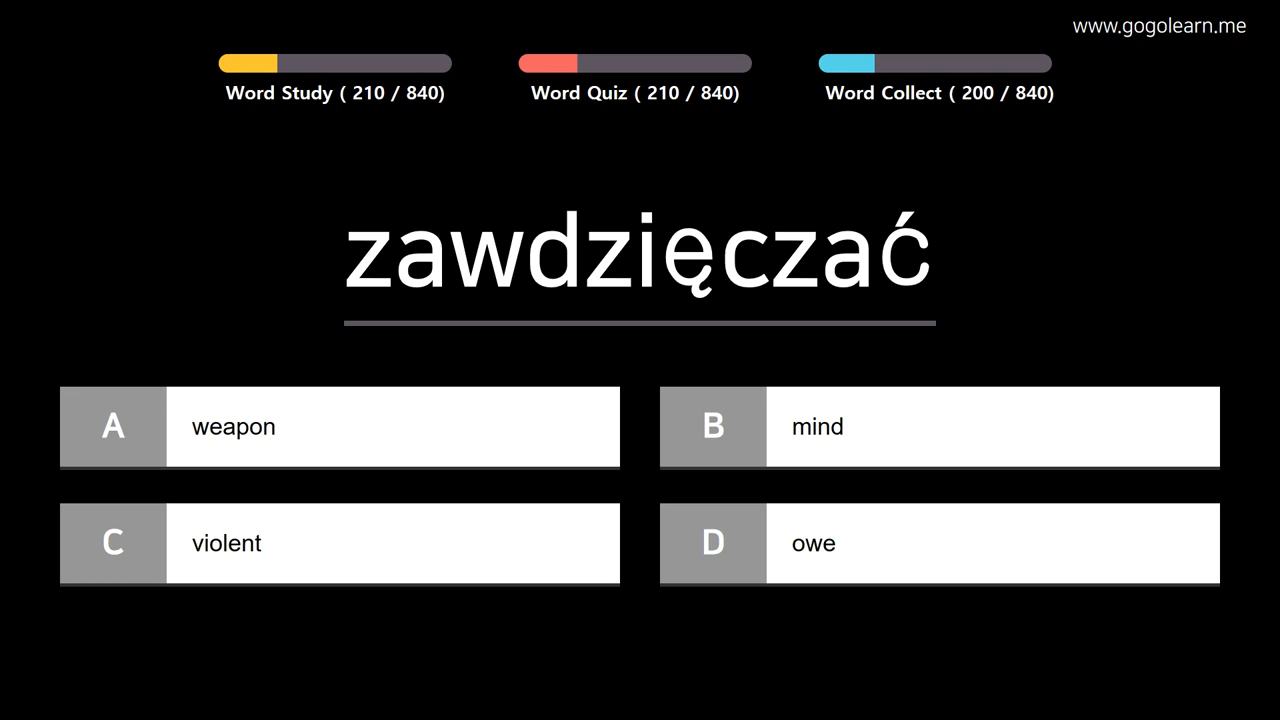 www.gogolearn.me
Word Study ( 210 / 840)
Word Quiz ( 210 / 840)
Word Collect ( 200 / 840)
zawdzięczać
A weapon
B mind
C violent
D owe